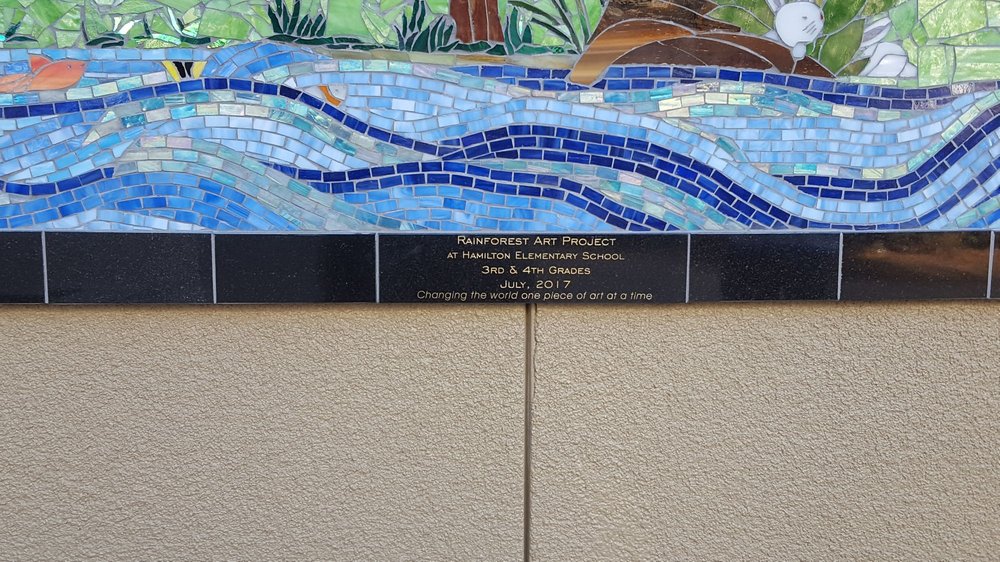 Rainforest Art Project
at Hamilton Elementary School
3rd & 4th Grades
July, 2017
Changing the world one piece of art at a time